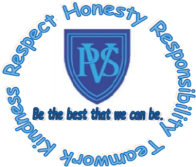 Respect Honesty Responsibility Teamwork Kindness
PVS
Be the best that we can be.